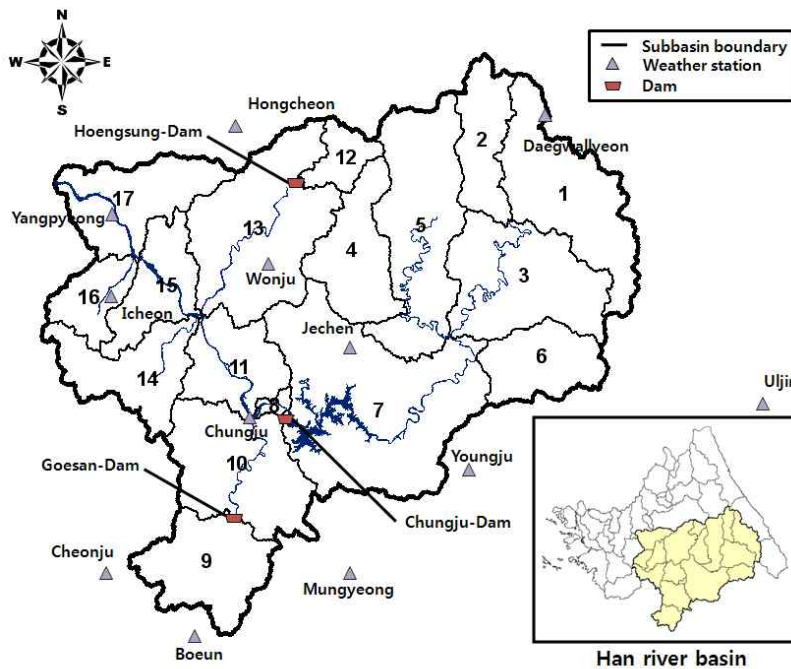 N
W
E
S
Subbasin boundary
Weather station
Dam
Hongcheon
Hoengsung-Dam
Daegwallyeon
12
2
1
17
Yangpyeong
13
5
4
Wonju
3
15
16
Icheon
Jechen
11
6
14
7
8
Uljin
Chungju
10
Youngju
Goesan-Dam
Chungju-Dam
9
Cheonju
Mungyeong
Boeun
Han river basin